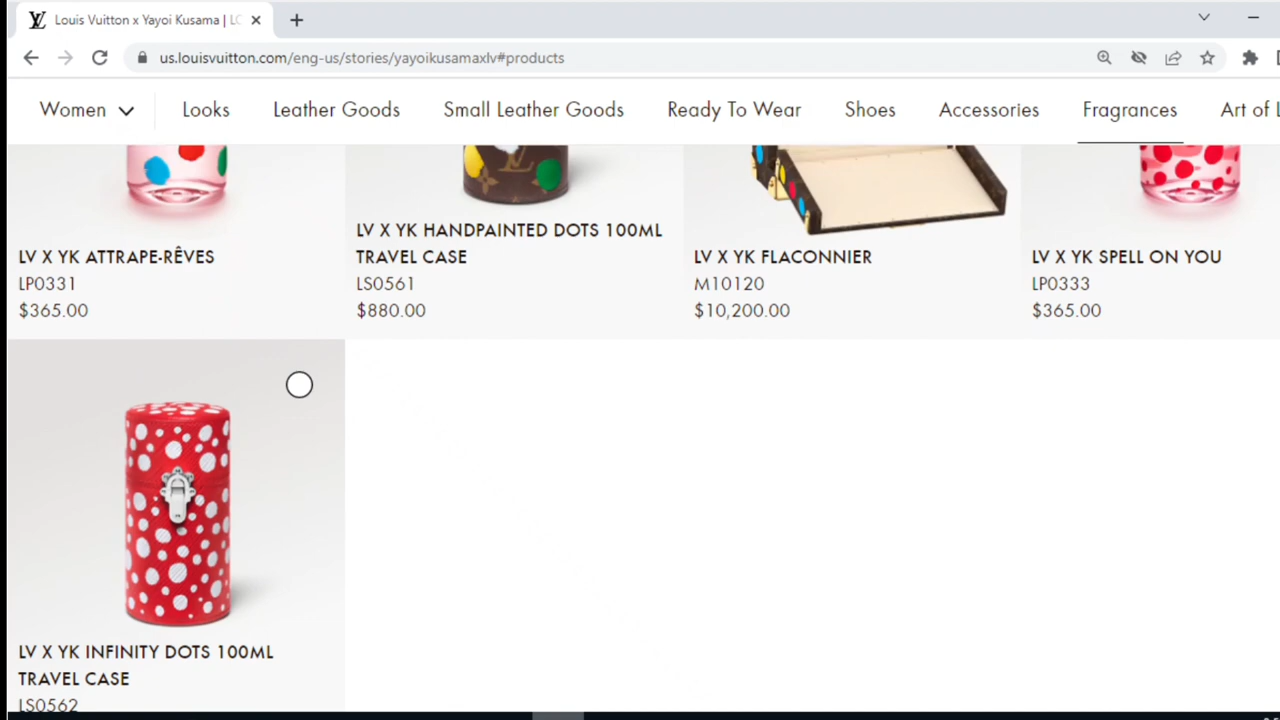 Louis Vuitton x Yayoi Kusama | LO
us.louisvuitton.com/eng-us/stories/yayoikusamaxlv#products
Women Looks Leather Goods Small Leather Goods Ready To Wear Shoes Accessories Fragrances Art of L
LV X YK ATTRAPE-RÊVES
LP0331
$365.00
LV X YK HANDPAINTED DOTS 100ML
TRAVEL CASE
LS0561
$880.00
LV X YK FLACONNIER
M10120
$10,200.00
LV X YK SPELL ON YOU
LP0333
$365.00
LV X YK INFINITY DOTS 100ML
TRAVEL CASE
LS0562